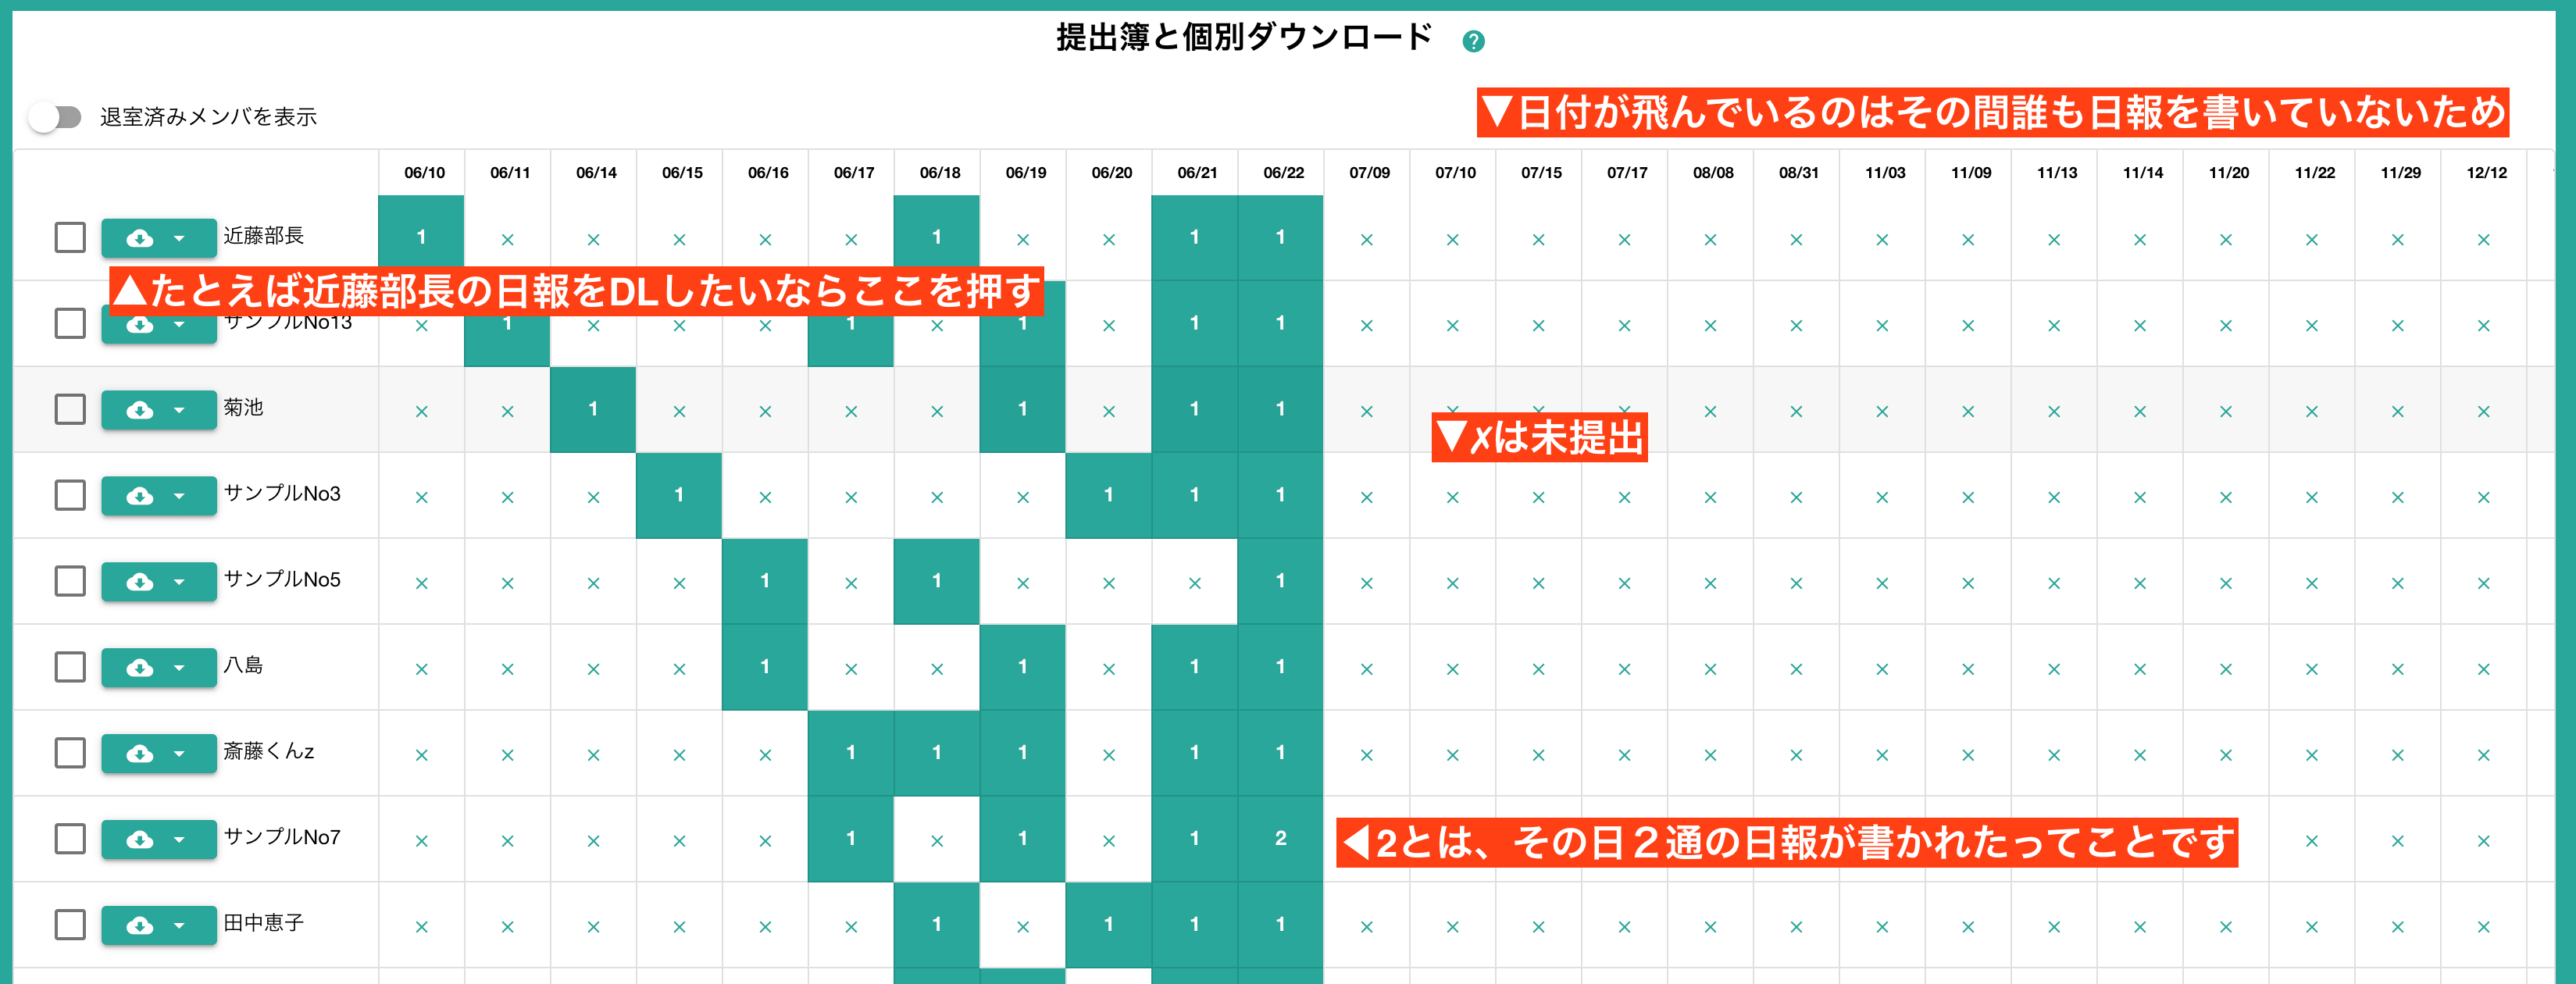 提出簿と個別ダウンロード ?
退室済みメンバを表示
▼日付が飛んでいるのはその間誰も日報を書いていないため
06/10 06/11 06/14 06/15 06/16 06/17 06/18 06/19 06/20 06/21 06/22 07/09 07/10 07/15 07/17 08/08 08/31 11/03 11/09 11/13 11/14 11/20 11/22 11/29 12/12
近藤部長 1 × × × × × 1 × × 1 1 × × × × × × × × × × × × × ×
▲たとえば近藤部長の日報をDLしたいならここを押す
サンプルNo13 × 1 × × × 1 × 1 × 1 1 × × × × × × × × × × × × × ×
菊池 × × 1 × × × × 1 × 1 1 × × × × × × × × × × × × × ×
▼✗は未提出
サンプルNo3 × × × 1 × × × × 1 1 1 × × × × × × × × × × × × × ×
サンプルNo5 × × × × 1 × 1 × × × 1 × × × × × × × × × × × × × ×
八島 × × × × 1 × × 1 × 1 1 × × × × × × × × × × × × × ×
斎藤くんz × × × × × 1 1 1 × 1 1 × × × × × × × × × × × × × ×
サンプルNo7 × × × × × 1 × 1 × 1 2 ◀2とは、その日２通の日報が書かれたってことです × × ×
田中恵子 × × × × × × 1 × 1 1 1 × × × × × × × × × × × × × ×